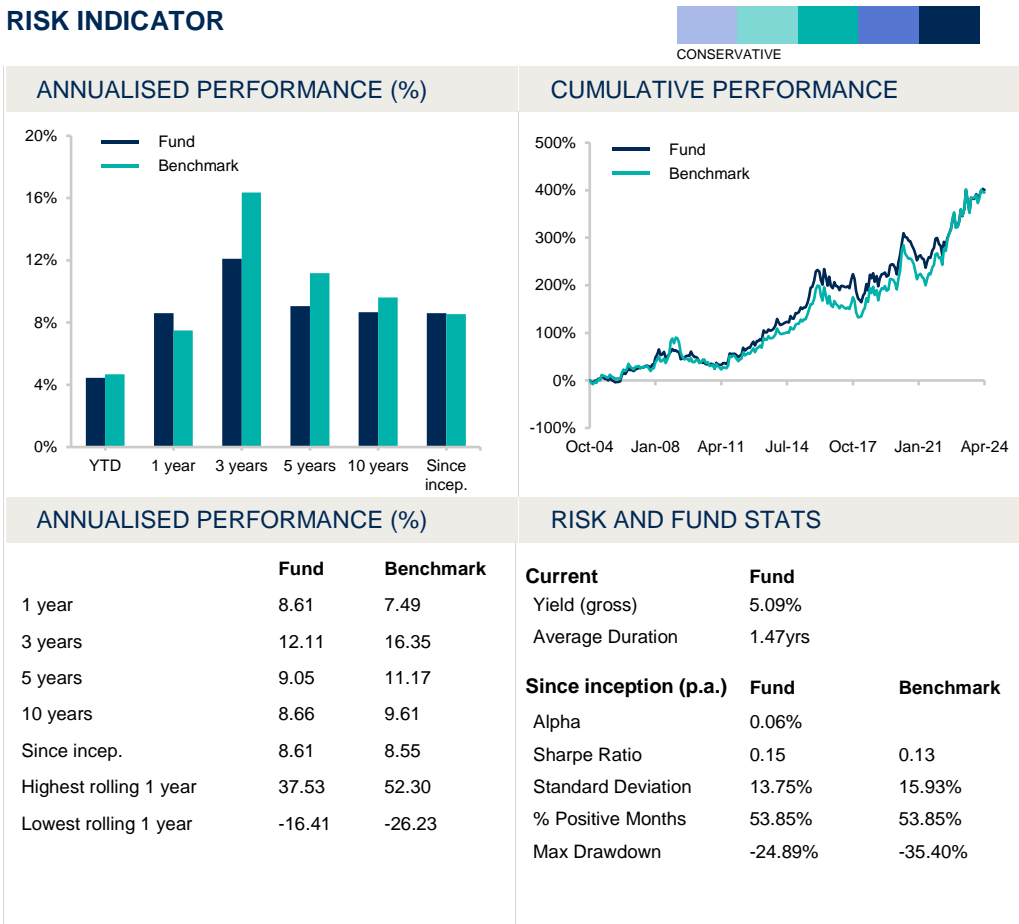 RISK INDICATOR
CONSERVATIVE
ANNUALISED PERFORMANCE (%)
20%
16%
12%
8%
4%
0%
Fund
Benchmark
YTD 1 year 3 years 5 years 10 years Since
incep.
CUMULATIVE PERFORMANCE
500%
400%
300%
200%
100%
0%
-100%
Fund
Benchmark
Oct-04 Jan-08 Apr-11 Jul-14 Oct-17 Jan-21 Apr-24
ANNUALISED PERFORMANCE (%)
Fund Benchmark
1 year 8.61 7.49
3 years 12.11 16.35
5 years 9.05 11.17
10 years 8.66 9.61
Since incep. 8.61 8.55
Highest rolling 1 year 37.53 52.30
Lowest rolling 1 year -16.41 -26.23
RISK AND FUND STATS
Current Fund
Yield (gross) 5.09%
Average Duration 1.47yrs
Since inception (p.a.) Fund Benchmark
Alpha 0.06%
Sharpe Ratio 0.15 0.13
Standard Deviation 13.75% 15.93%
% Positive Months 53.85% 53.85%
Max Drawdown -24.89% -35.40%